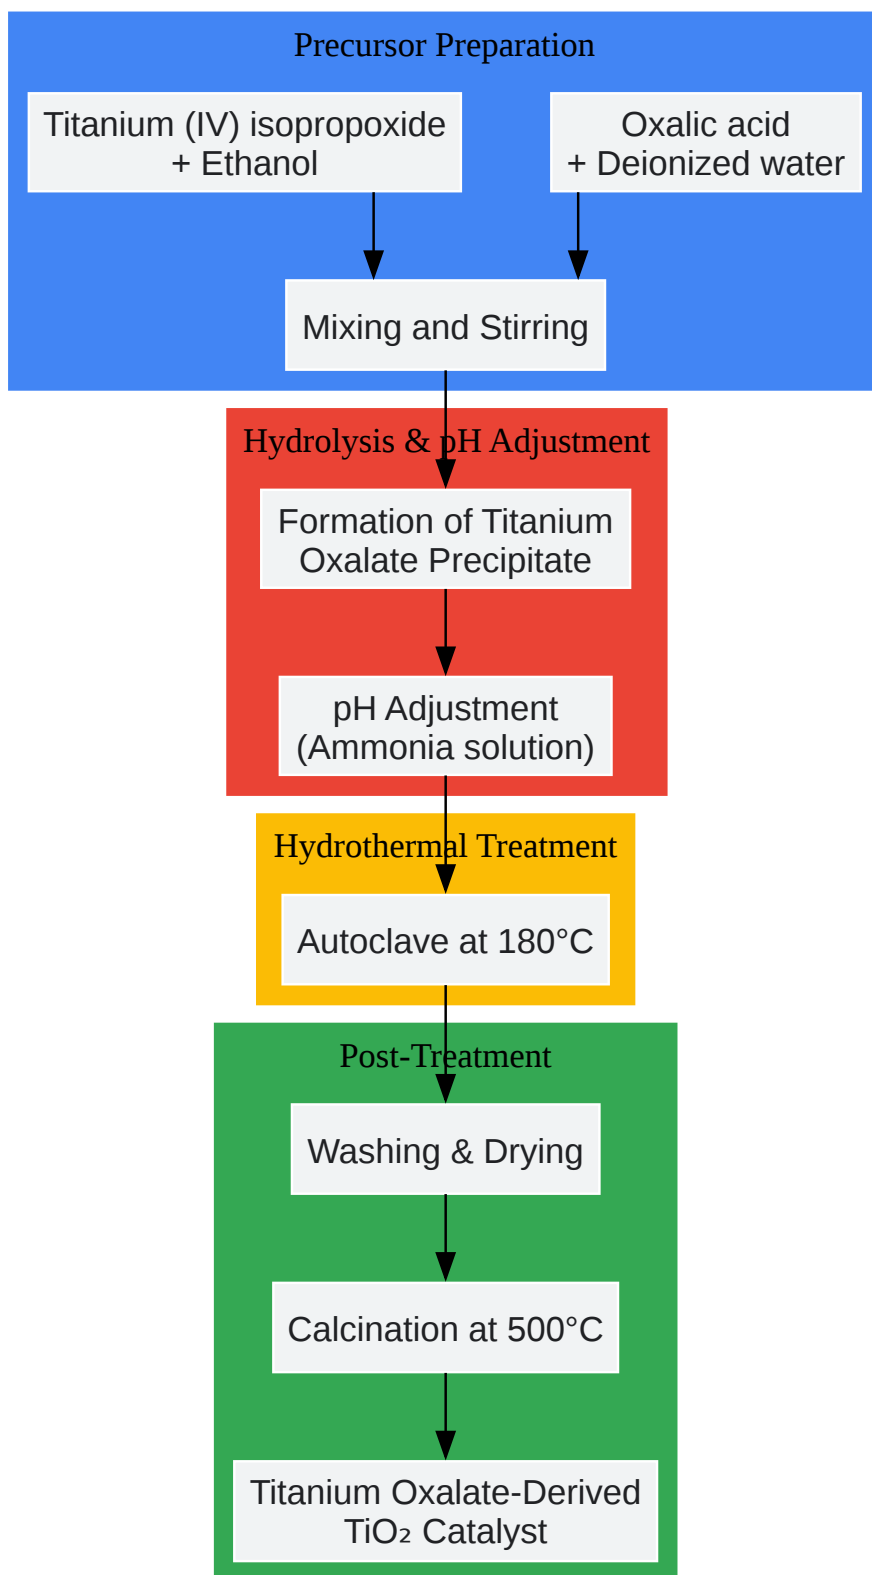 Precursor Preparation
Titanium (IV) isopropoxide
+ Ethanol
Oxalic acid
+ Deionized water
Mixing and Stirring
Hydrolysis & pH Adjustment
Formation of Titanium
Oxalate Precipitate
pH Adjustment
(Ammonia solution)
Hydrothermal Treatment
Autoclave at 180°C
Post-Treatment
Washing & Drying
Calcination at 500°C
Titanium Oxalate-Derived
TiO₂ Catalyst